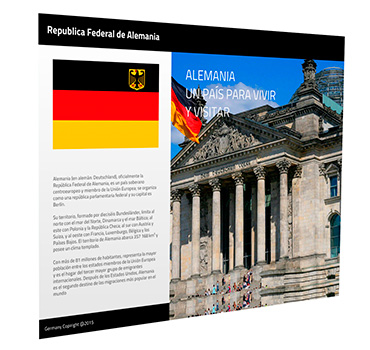 Republica Federal de Alemania
ALEMANIA
UN PAÍS PARA VIVIR
Y VISITAR
Alemania (en alemán: Deutschland), oficialmente la
República Federal de Alemania, es un país soberano
centroeuropeo y miembro de la Unión Europea. Se organiza
como una república parlamentaria federal y su capital es
Berlín.
Su territorio, formado por dieciséis Bundesländer, limita al
norte con el mar del Norte, Dinamarca y el mar Báltico; al
este con Polonia y la República Checa; al sur con Austria y
Suiza; y al oeste con Francia, Luxemburgo, Bélgica y los
Países Bajos. El territorio de Alemania abarca 357 168 km² y
posee un clima templado.
Con más de 81 millones de habitantes, representa la mayor
población entre los estados miembros de la Unión Europea
y es el hogar del tercer mayor grupo de emigrantes
internacionales. Después de los Estados Unidos, Alemania
es el segundo destino de las migraciones más popular en el
mundo
Germany Copright @2015